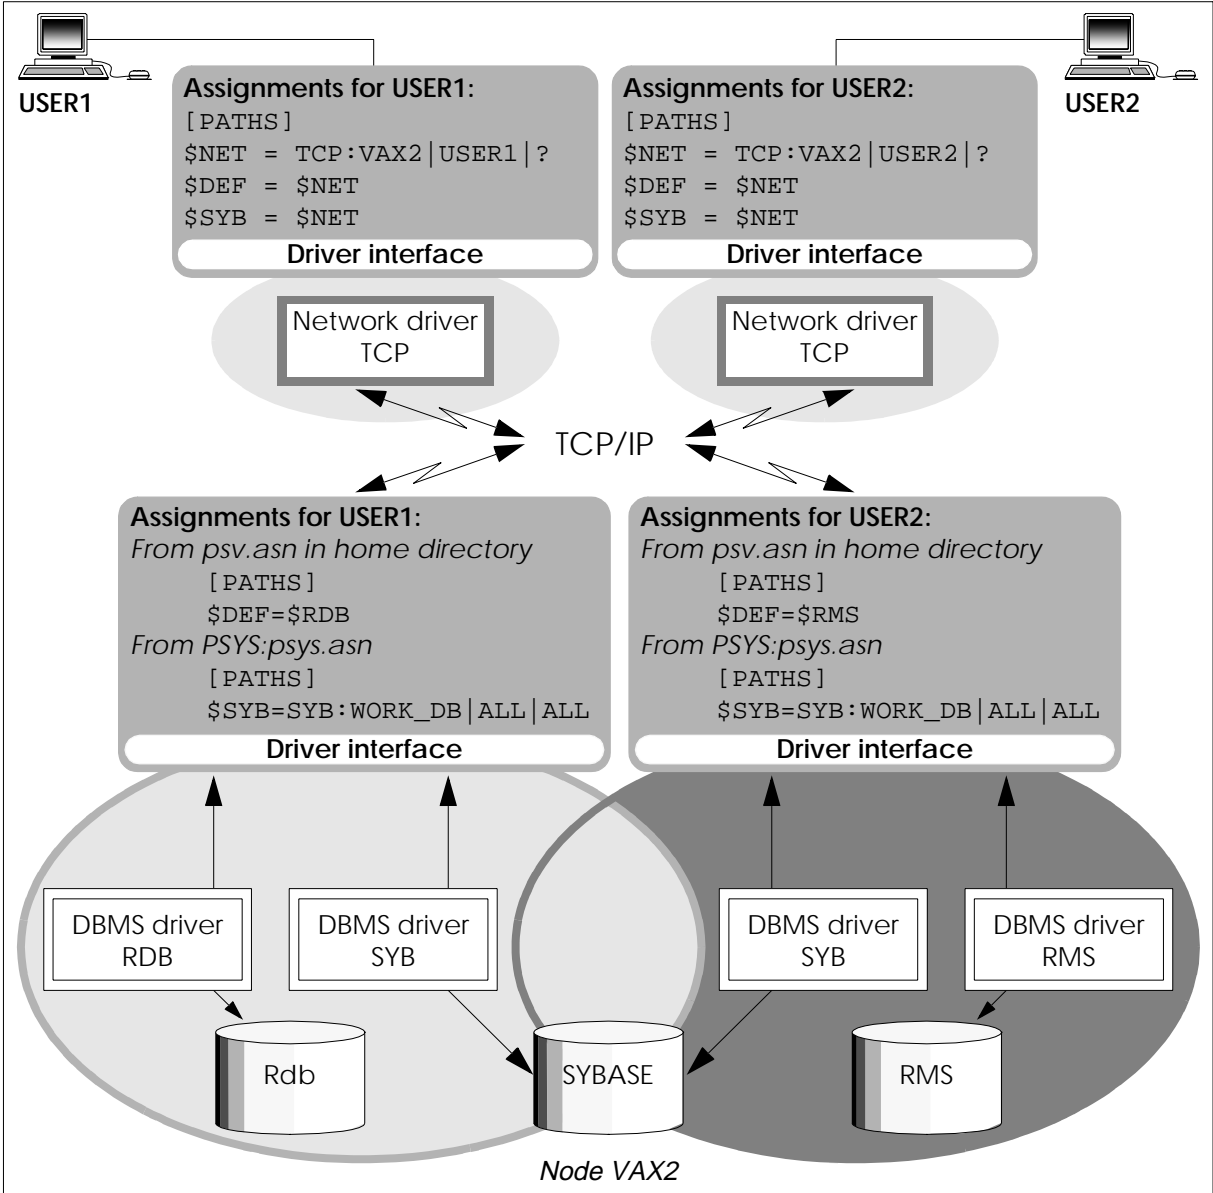 USER1
USER2
Assignments for USER1:
[PATHS]
$NET = TCP:VAX2|USER1|?
$DEF = $NET
$SYB = $NET
Driver interface
Assignments for USER2:
[PATHS]
$NET = TCP:VAX2|USER2|?
$DEF = $NET
$SYB = $NET
Driver interface
Network driver
TCP
Network driver
TCP
TCP/IP
Assignments for USER1:
From psv.asn in home directory
[PATHS]
$DEF=$RDB
From PSYS:psys.asn
[PATHS]
$SYB=SYB:WORK_DB|ALL|ALL
Driver interface
Assignments for USER2:
From psv.asn in home directory
[PATHS]
$DEF=$RMS
From PSYS:psys.asn
[PATHS]
$SYB=SYB:WORK_DB|ALL|ALL
Driver interface
DBMS driver
RDB
DBMS driver
SYB
DBMS driver
SYB
DBMS driver
RMS
Rdb
SYBASE
RMS
Node VAX2